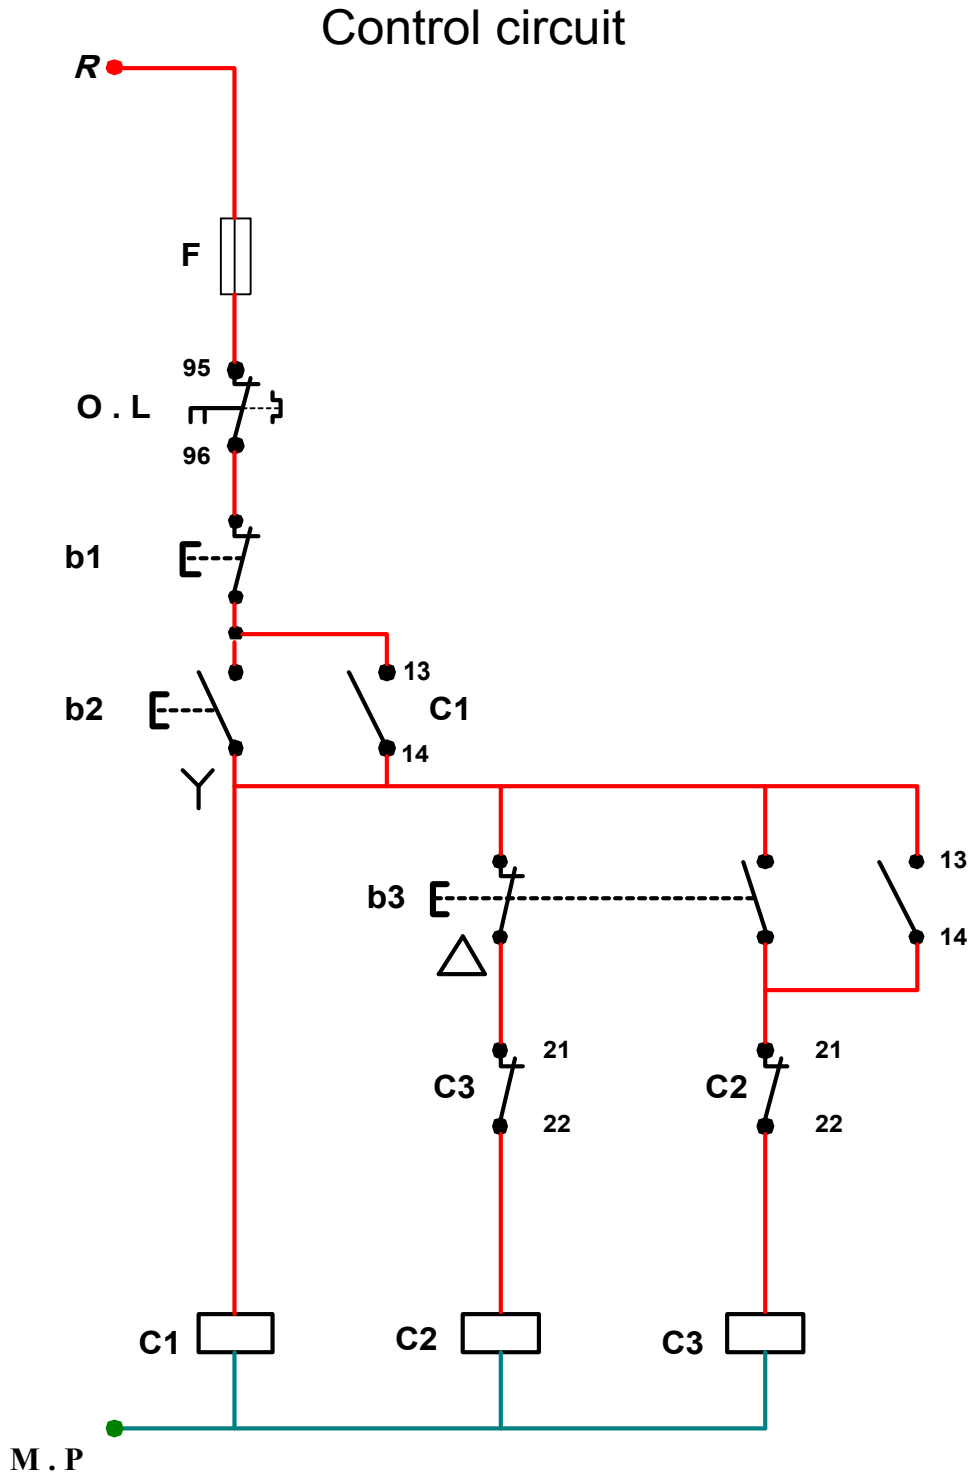 Control circuit
R
F
95
O . L
96
b1
13
b2
C1
14
13
b3
14
21
21
C3
C2
22
22
C1
C2
C3
M . P